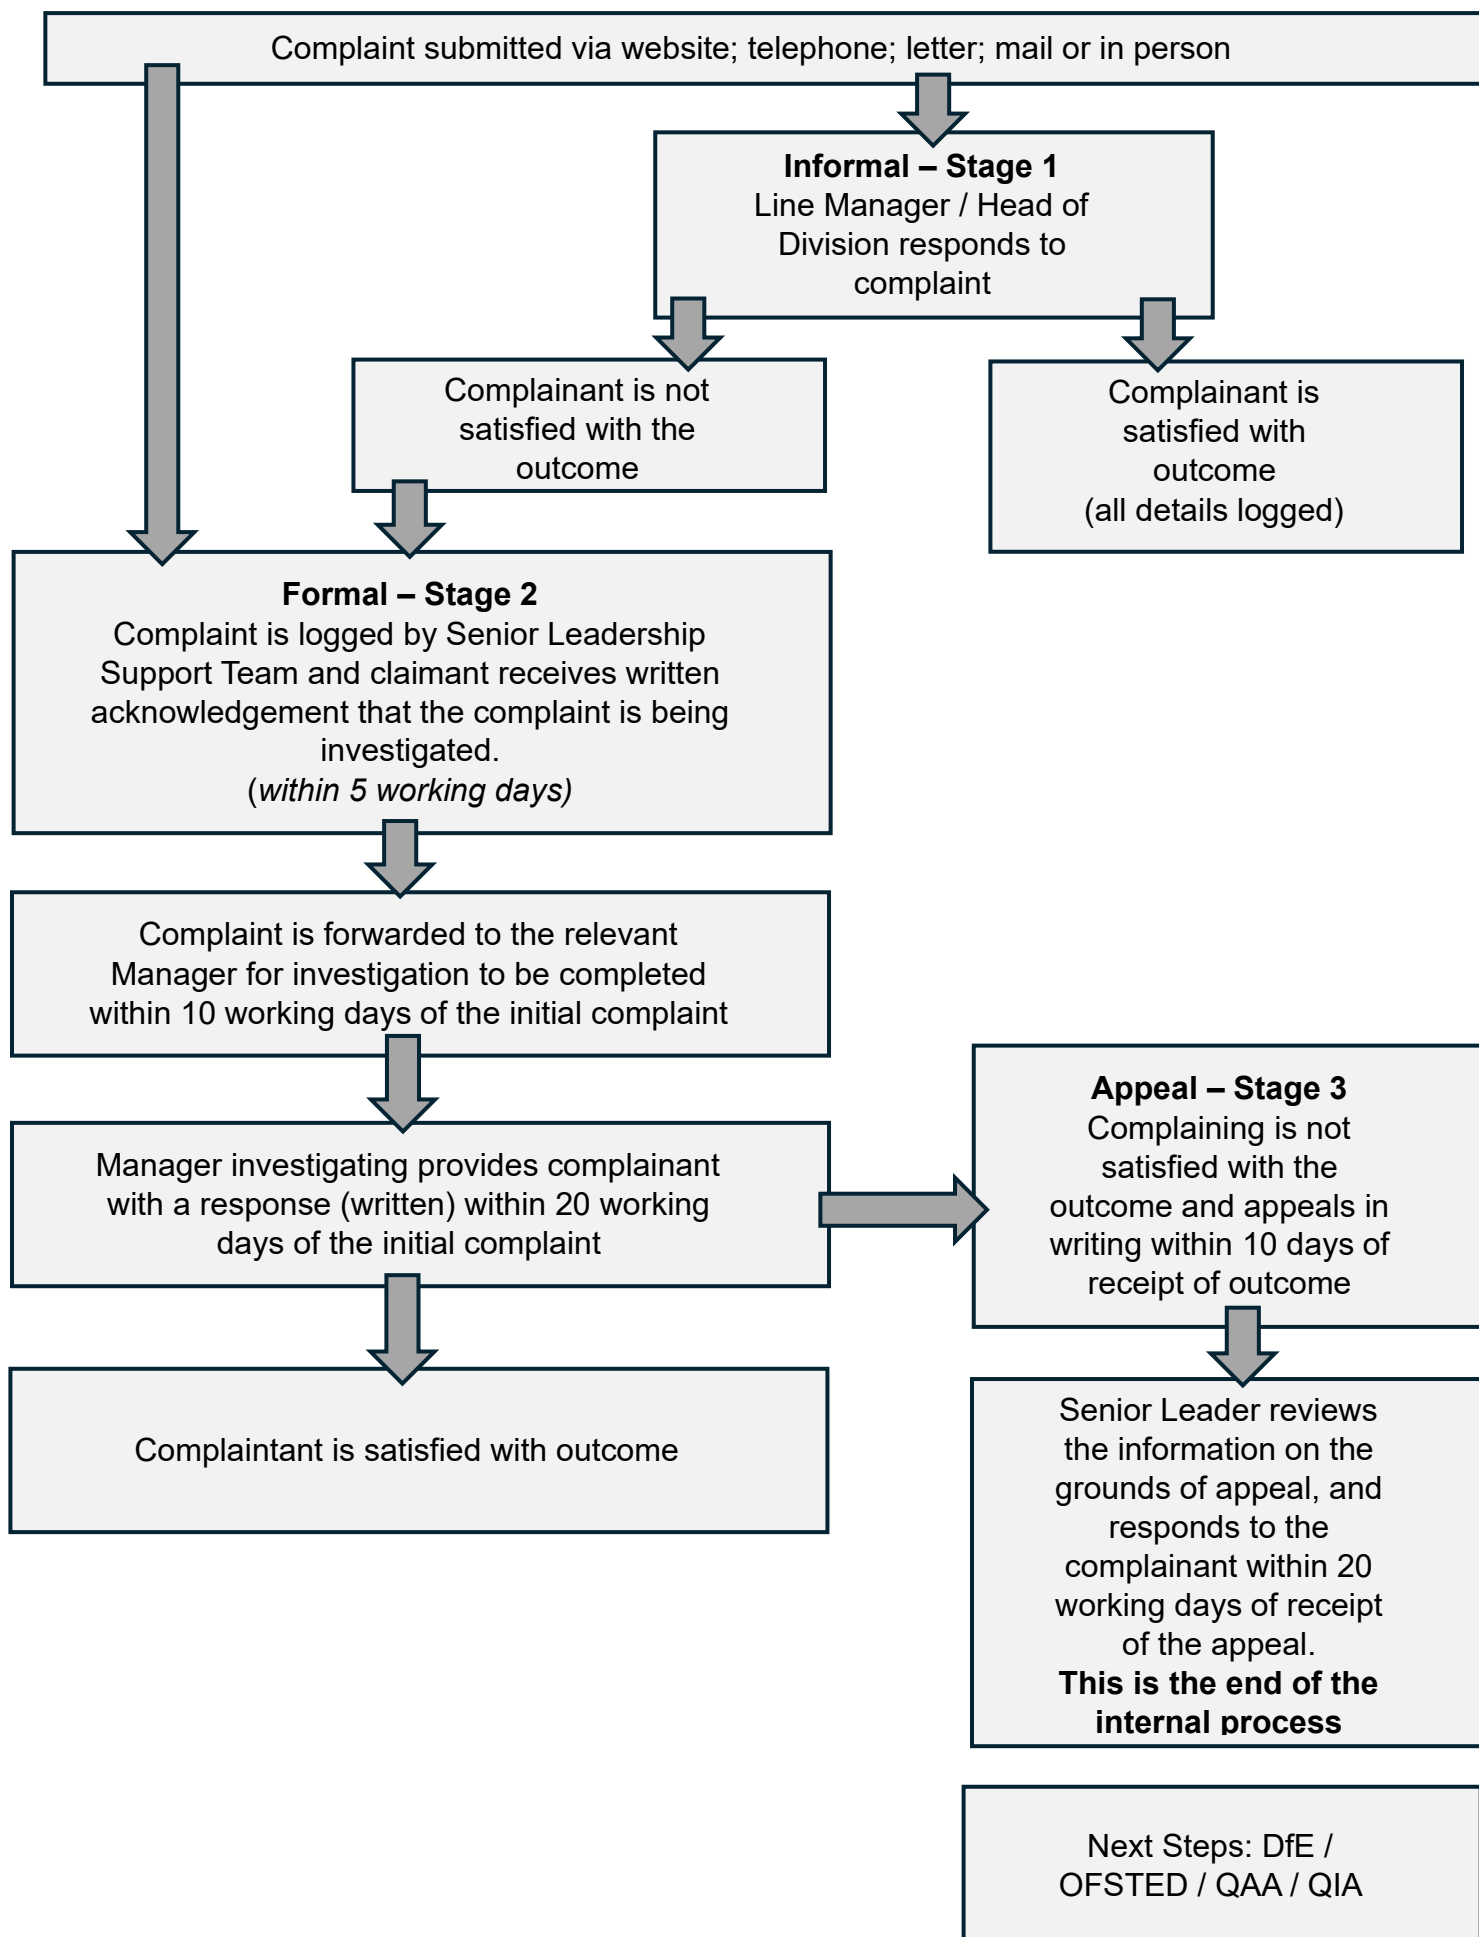 Complaint submitted via website; telephone; letter; mail or in person
Informal – Stage 1
Line Manager / Head of
Division responds to
complaint
Complainant is not
satisfied with the
outcome
Complainant is
satisfied with
outcome
(all details logged)
Formal – Stage 2
Complaint is logged by Senior Leadership
Support Team and claimant receives written
acknowledgement that the complaint is being
investigated.
(within 5 working days)
Complaint is forwarded to the relevant
Manager for investigation to be completed
within 10 working days of the initial complaint
Manager investigating provides complainant
with a response (written) within 20 working
days of the initial complaint
Appeal – Stage 3
Complaining is not
satisfied with the
outcome and appeals in
writing within 10 days of
receipt of outcome
Complaintant is satisfied with outcome
Senior Leader reviews
the information on the
grounds of appeal, and
responds to the
complainant within 20
working days of receipt
of the appeal.
This is the end of the
internal process
Next Steps: DfE /
OFSTED / QAA / QIA